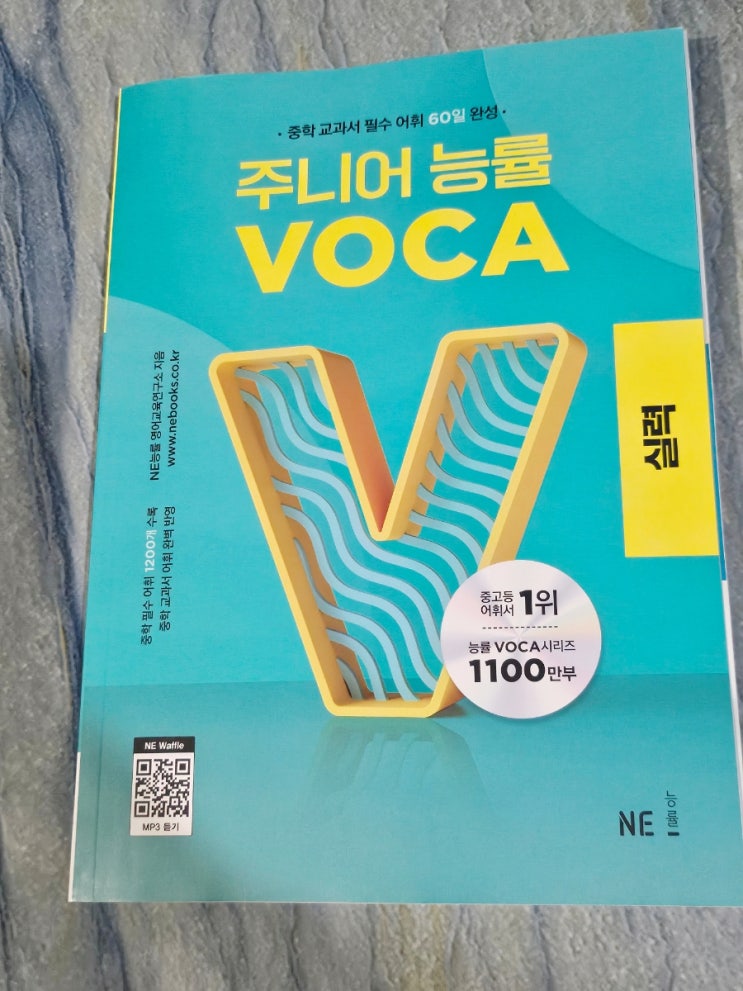 · 중학 교과서 필수 어휘 60일 완성 ·
주니어 능률
VOCA
실력
NE능률 영어교육연구소 지음
www.nebooks.co.kr
중학 필수 어휘 1200개 수록
중학 교과서 어휘 완벽 반영
중고등
어휘서 1위
능률 VOCA시리즈
1100만부
NE Waffle
MP3 듣기
NE 능률